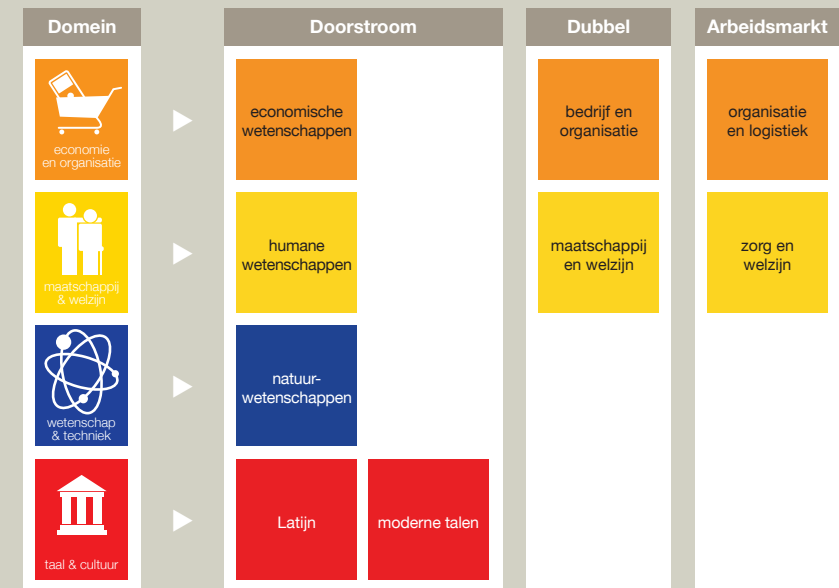 Domein
Doorstroom
Dubbel
Arbeidsmarkt
economie
en organisatie
economische
wetenschappen
bedrijf en
organisatie
organisatie
en logistiek
maatschappij
& welzijn
humane
wetenschappen
maatschappij
en welzijn
zorg en
welzijn
wetenschap
& techniek
natuur-
wetenschappen
taal & cultuur
Latijn
moderne talen